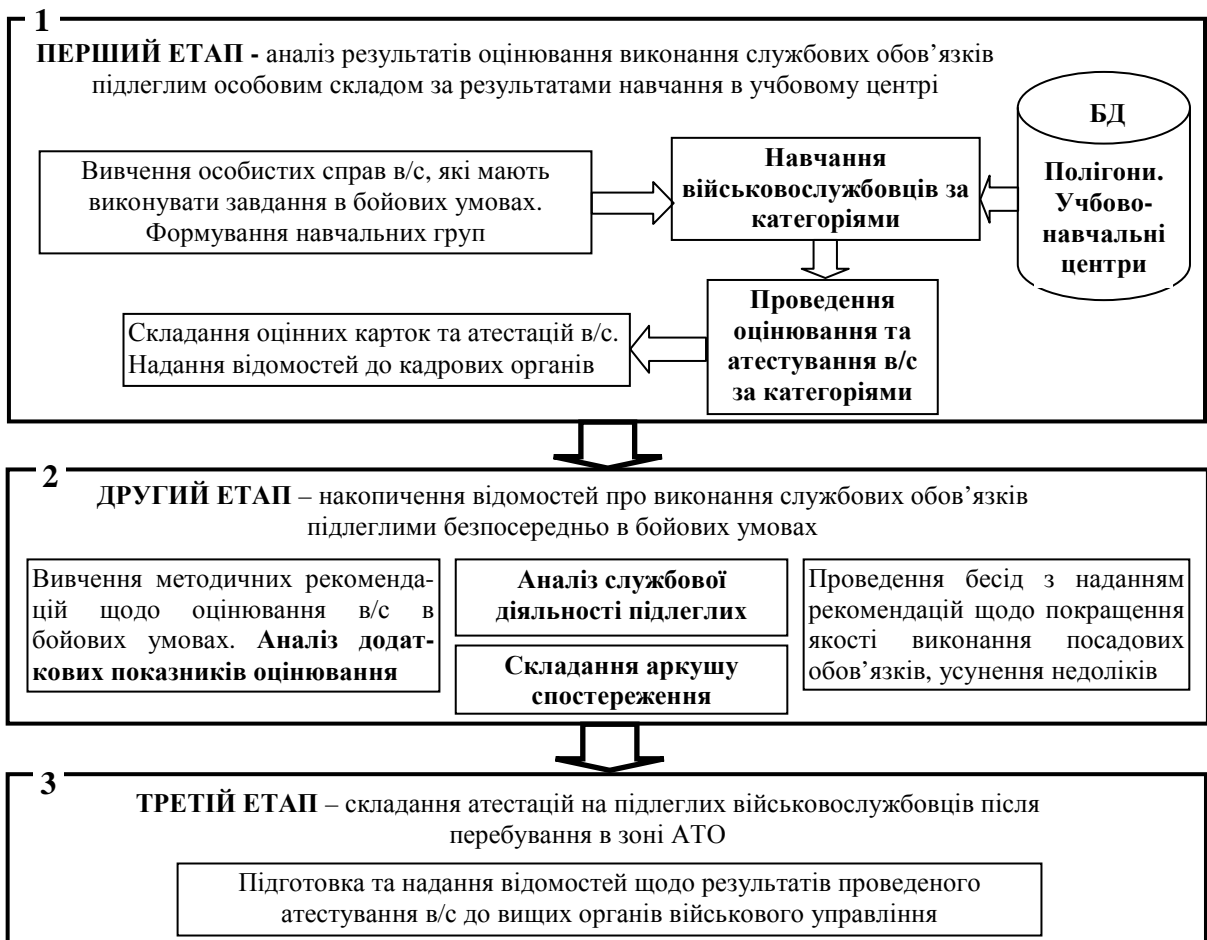 1
ПЕРШИЙ ЕТАП - аналіз результатів оцінювання виконання службових обов’язків
підлеглим особовим складом за результатами навчання в учбовому центрі
Вивчення особистих справ в/с, які мають
виконувати завдання в бойових умовах.
Формування навчальних груп
Навчання
військовослужбовців за
категоріями
БД
Полігони.
Учбово-
навчальні
центри
Складання оцінних карток та атестацій в/с.
Надання відомостей до кадрових органів
Проведення
оцінювання та
атестування в/с
за категоріями
2
ДРУГИЙ ЕТАП – накопичення відомостей про виконання службових обов’язків
підлеглими безпосередньо в бойових умовах
Вивчення методичних рекоменда-
цій щодо оцінювання в/с в
бойових умовах. Аналіз додат-
кових показників оцінювання
Аналіз службової
діяльності підлеглих
Складання аркушу
спостереження
Проведення бесід з наданням
рекомендацій щодо покращення
якості виконання посадових
обов’язків, усунення недоліків
3
ТРЕТІЙ ЕТАП – складання атестацій на підлеглих військовослужбовців після
перебування в зоні АТО
Підготовка та надання відомостей щодо результатів проведеного
атестування в/с до вищих органів військового управління